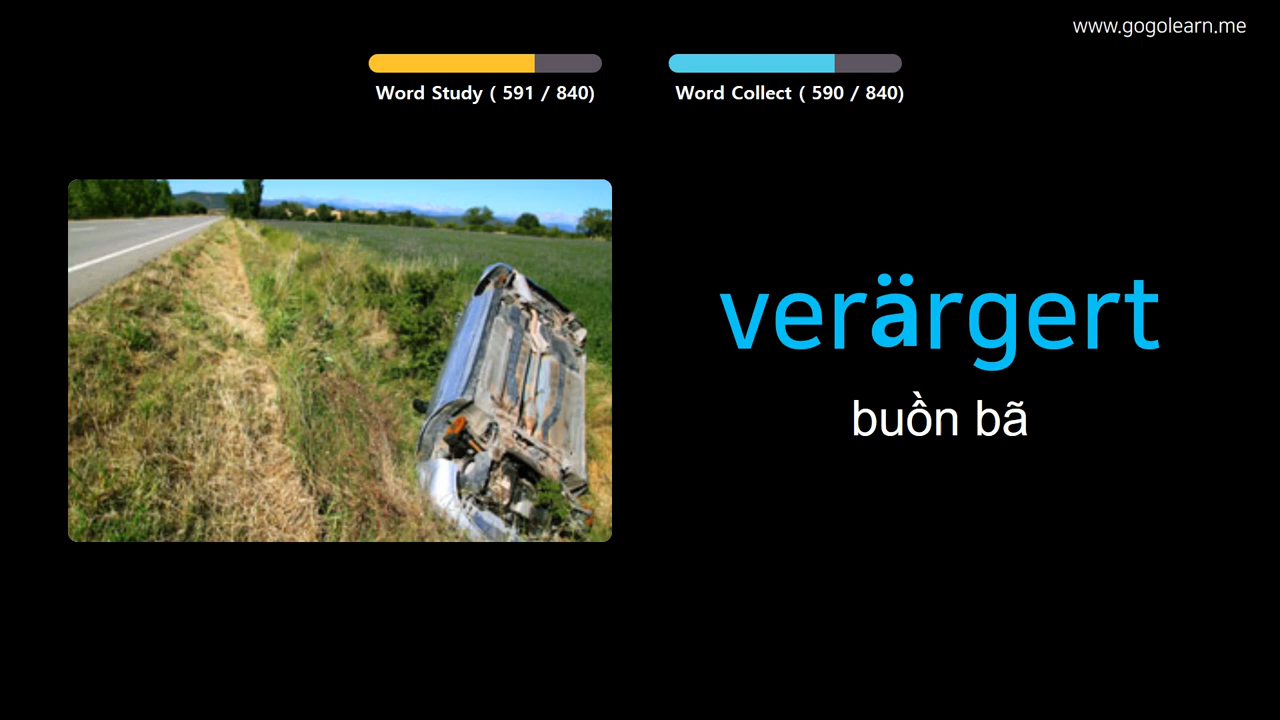 www.gogolearn.me
Word Study ( 591 / 840)
Word Collect ( 590 / 840)
verärgert
buồn bã